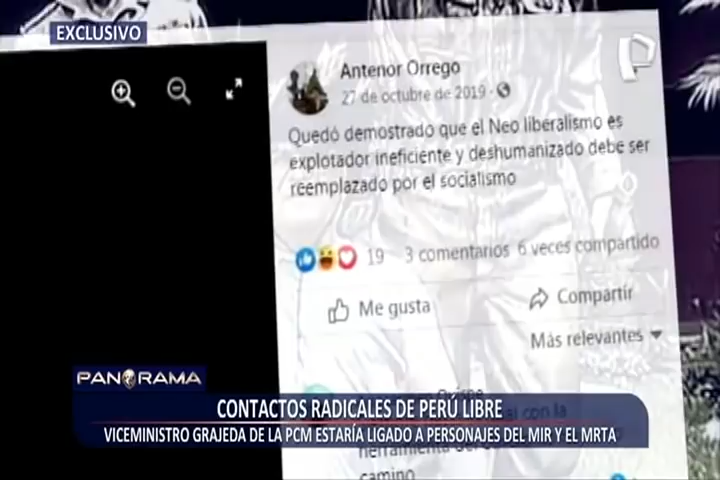 EXCLUSIVO
Antenor Orrego
27 de octubre de 2019
Quedó demostrado que el Neo liberalismo es
explotador ineficiente y deshumanizado debe ser
reemplazado por el socialismo
19 3 comentarios 6 veces compartido
Me gusta Compartir
Más relevantes
PANORAMA
CONTACTOS RADICALES DE PERÚ LIBRE
VICEMINISTRO GRAJEDA DE LA PCM ESTARÍA LIGADO A PERSONAJES DEL MIR Y EL MRTA
camino